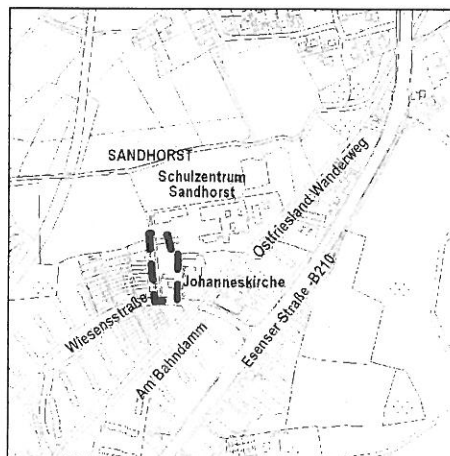 SANDHORST
Schulzentrum
Sandhorst
Ostfriesland Wanderweg
Johanneskirche
Wiesensstraße
Esenser Straße -B210-
Am Bahndamm